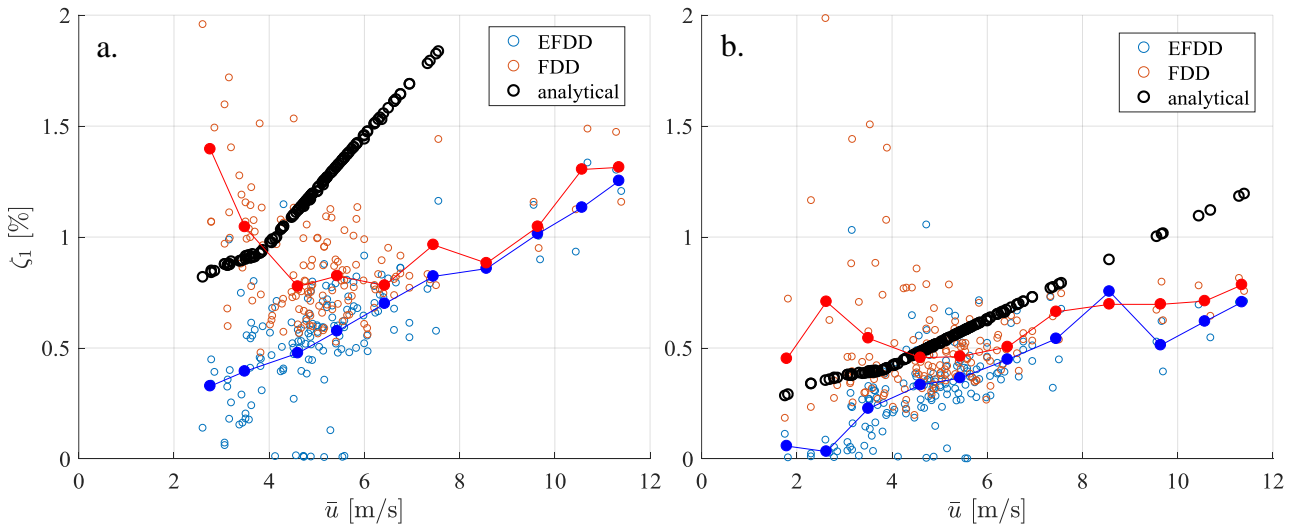 a.
EFDD
FDD
analytical
2
1.5
1
0.5
0
ζ₁ [%]
0 2 4 6 8 10 12
ū [m/s]
b.
EFDD
FDD
analytical
2
1.5
1
0.5
0
2 4 6 8 10 12
ū [m/s]